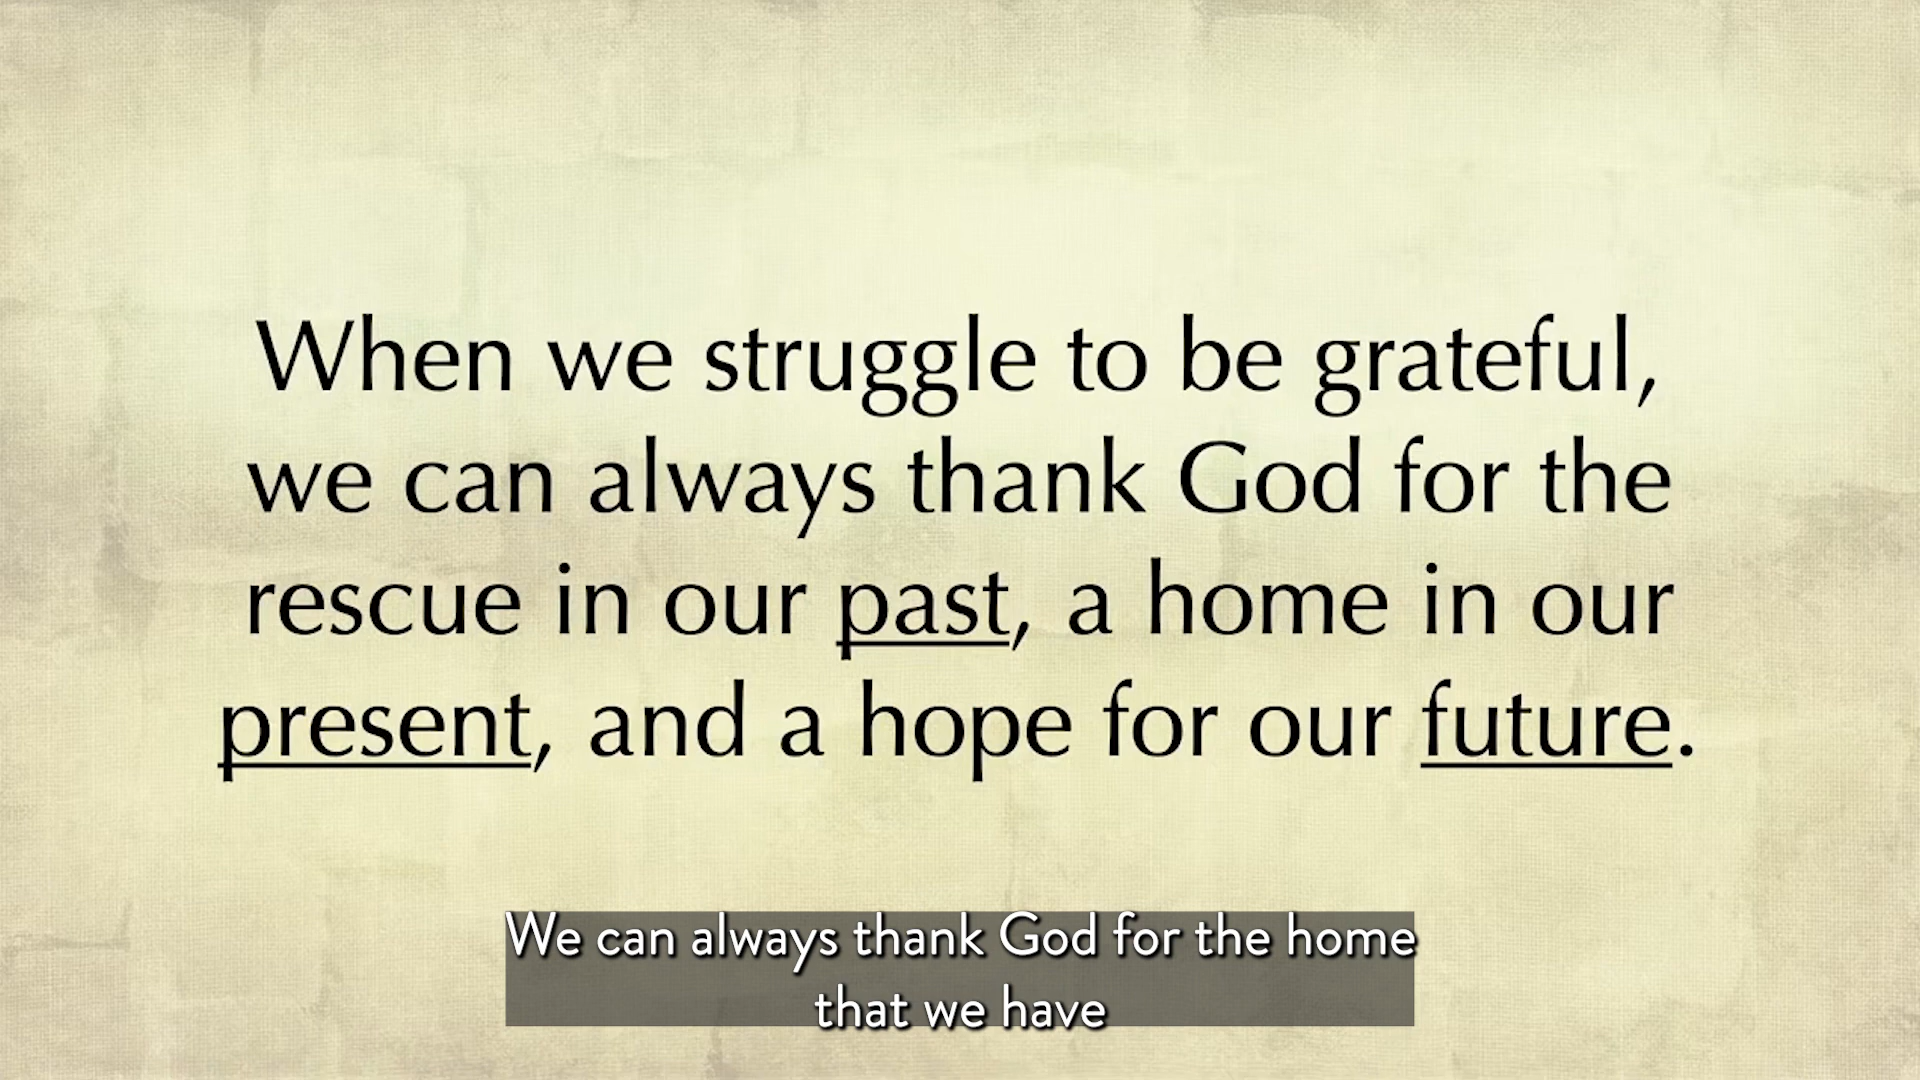 When we struggle to be grateful,
we can always thank God for the
rescue in our past, a home in our
present, and a hope for our future.
We can always thank God for the home
that we have